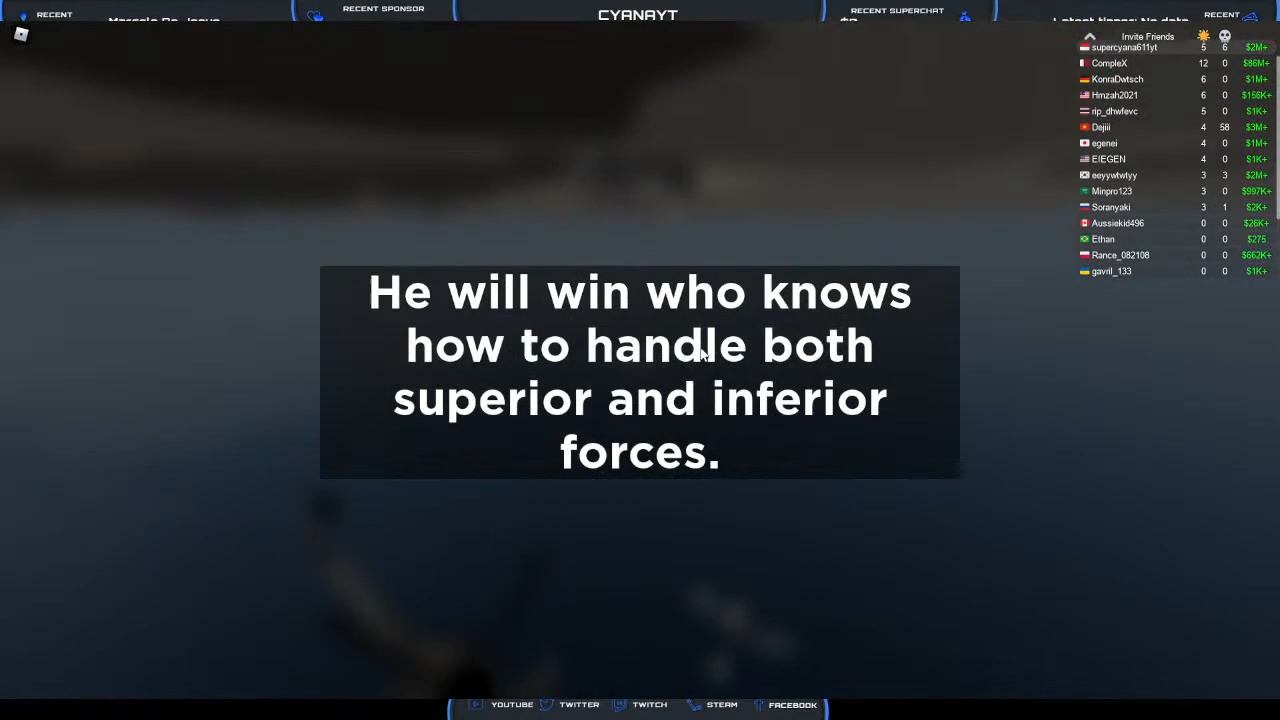 RECENT
RECENT SPONSOR
CYANAYT
RECENT SUPERCHAT
RECENT
Invite Friends
supercyana611yt 5 6 $2M+
CompleX 12 0 $86M+
KonraDwtsch 6 0 $1M+
Hmzah2021 6 0 $156K+
rip_dhwfevc 5 0 $1K+
Dejiii 4 58 $3M+
egenei 4 0 $1M+
EIEGEN 4 0 $1K+
eeyywtwtyy 3 3 $2M+
Minpro123 3 0 $997K+
Soranyaki 3 1 $2K+
Aussiekid496 0 0 $26K+
Ethan 0 0 $275
Rance_082108 0 0 $662K+
gavril_133 0 0 $1K+
He will win who knows
how to handle both
superior and inferior
forces.
YOUTUBE TWITTER TWITCH STEAM FACEBOOK